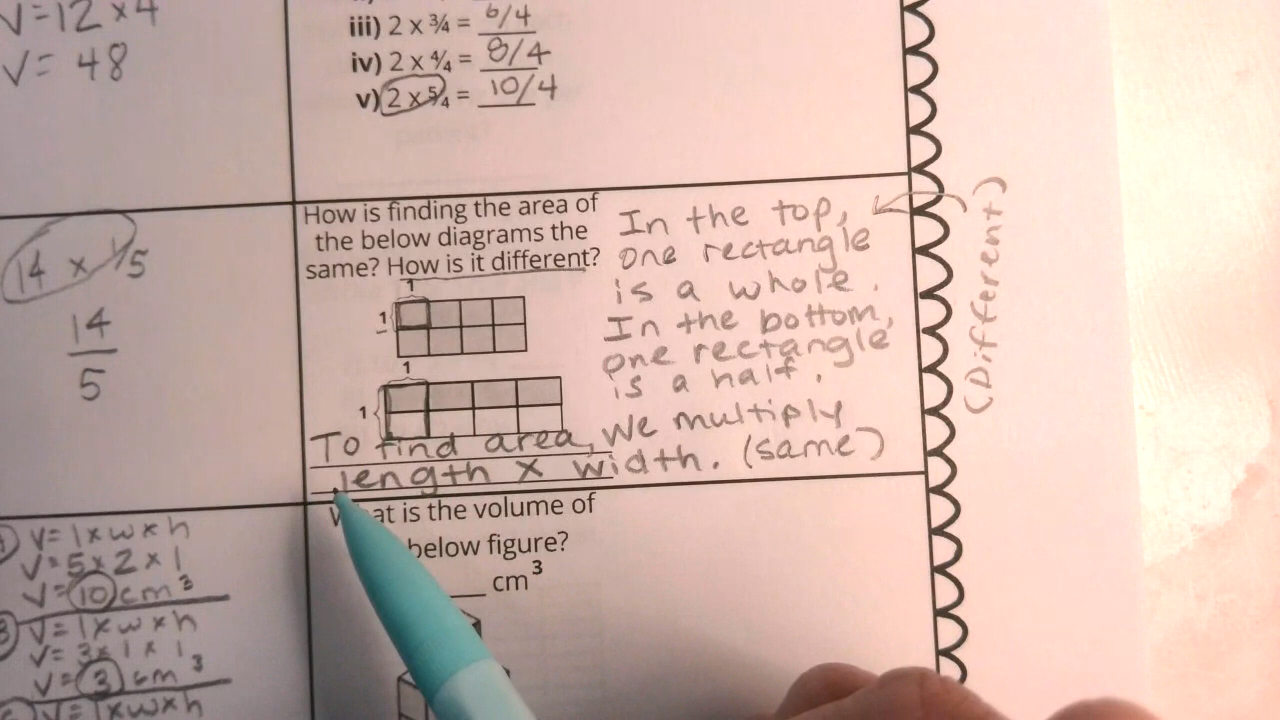 V=12 x 4
V= 48
iii) 2 x ¾ = 6/4
iv) 2 x 4/4 = 8/4
v) 2 x 5/4 = 10/4
14 x 1/5
14
5
How is finding the area of
the below diagrams the
same? How is it different?
1
1
1
1
In the top,
one rectangle
is a whole.
In the bottom,
one rectangle
is a half.
(Different)
To find area, We multiply
length x width. (same)
V= l x w x h
V= 5 x 2 x 1
V= 10 cm³
V= l x w x h
V= 3 x 1 x 1
V= 3 cm³
V= l x w x h
is the volume of
below figure?
cm³